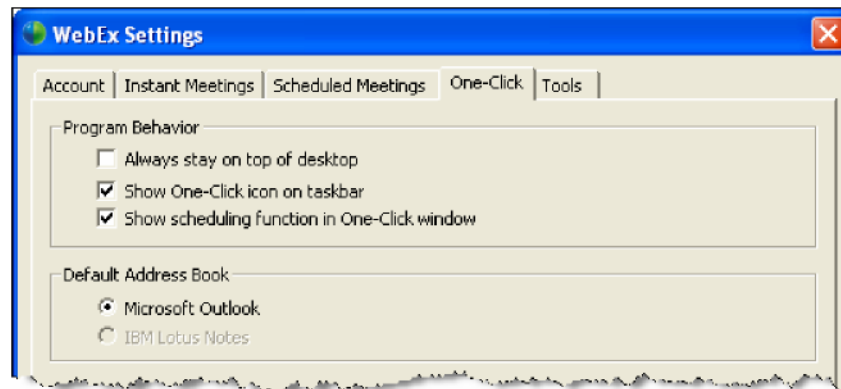 WebEx Settings
Account Instant Meetings Scheduled Meetings One-Click Tools
Program Behavior
Always stay on top of desktop
Show One-Click icon on taskbar
Show scheduling function in One-Click window
Default Address Book
Microsoft Outlook
IBM Lotus Notes